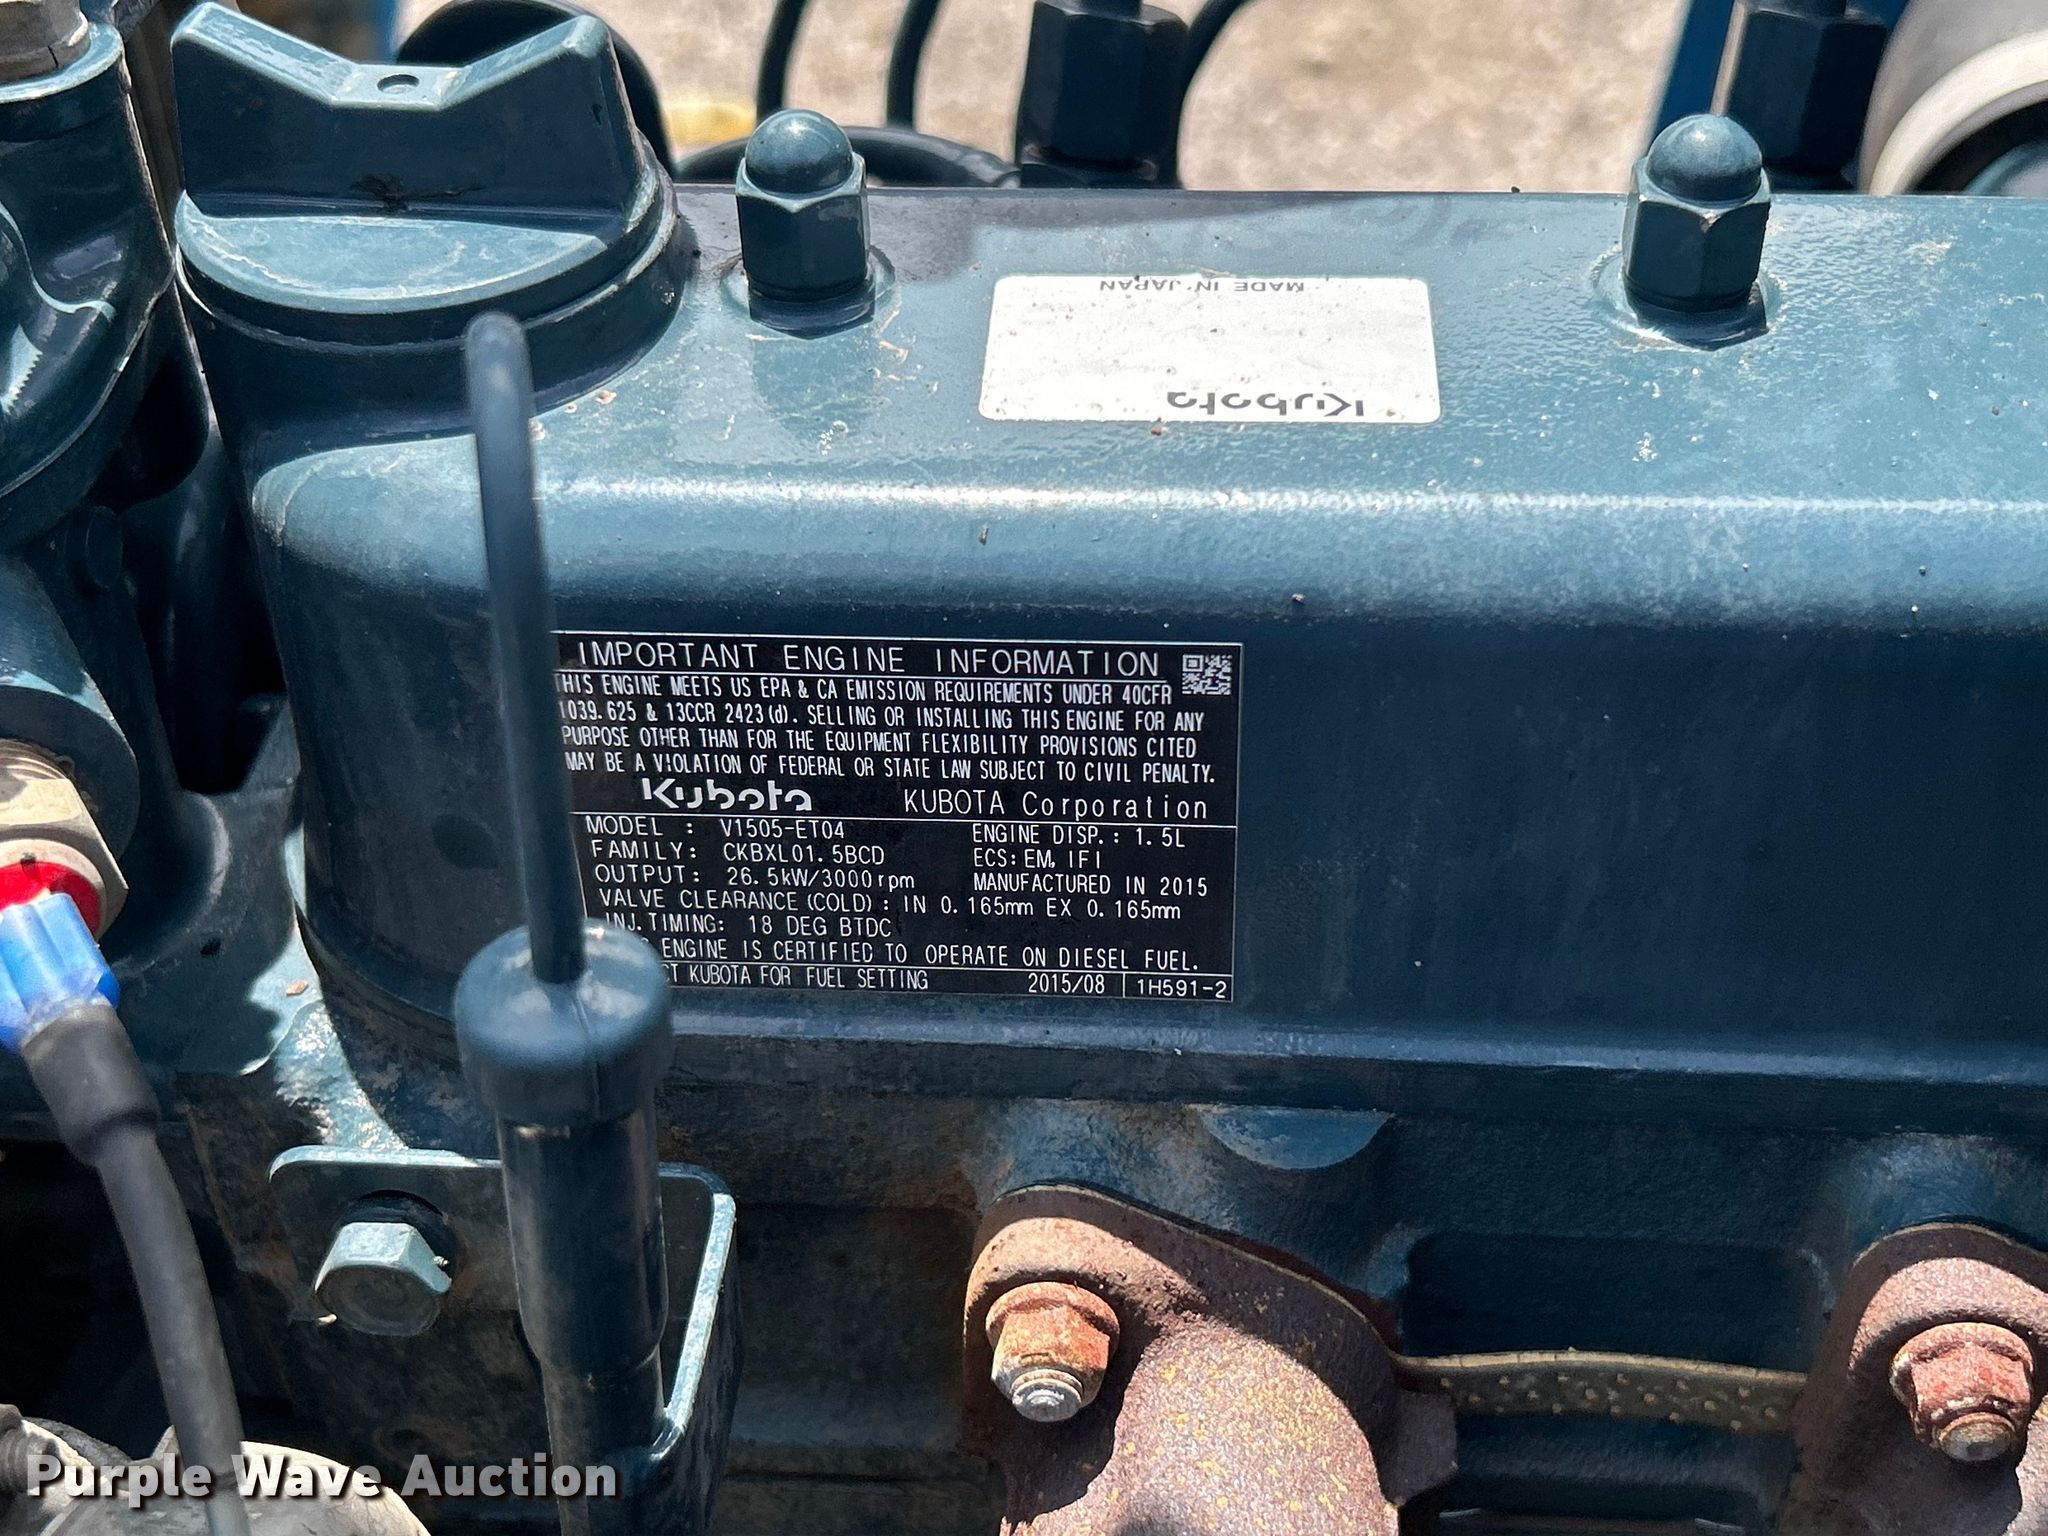 MADE IN JAPAN
Kubota
IMPORTANT ENGINE INFORMATION
THIS ENGINE MEETS US EPA & CA EMISSION REQUIREMENTS UNDER 40CFR
1039.625 & 13CCR 2423(d). SELLING OR INSTALLING THIS ENGINE FOR ANY
PURPOSE OTHER THAN FOR THE EQUIPMENT FLEXIBILITY PROVISIONS CITED
MAY BE A VIOLATION OF FEDERAL OR STATE LAW SUBJECT TO CIVIL PENALTY.
Kubota KUBOTA Corporation
MODEL : V1505-ET04 ENGINE DISP.: 1.5L
FAMILY: CKBXL01.5BCD ECS: EM, IFI
OUTPUT: 26.5kW/3000rpm MANUFACTURED IN 2015
VALVE CLEARANCE(COLD): IN 0.165mm EX 0.165mm
INJ. TIMING: 18 DEG BTDC
ENGINE IS CERTIFIED TO OPERATE ON DIESEL FUEL.
KUBOTA FOR FUEL SETTING 2015/08 1H591-2
Purple Wave Auction